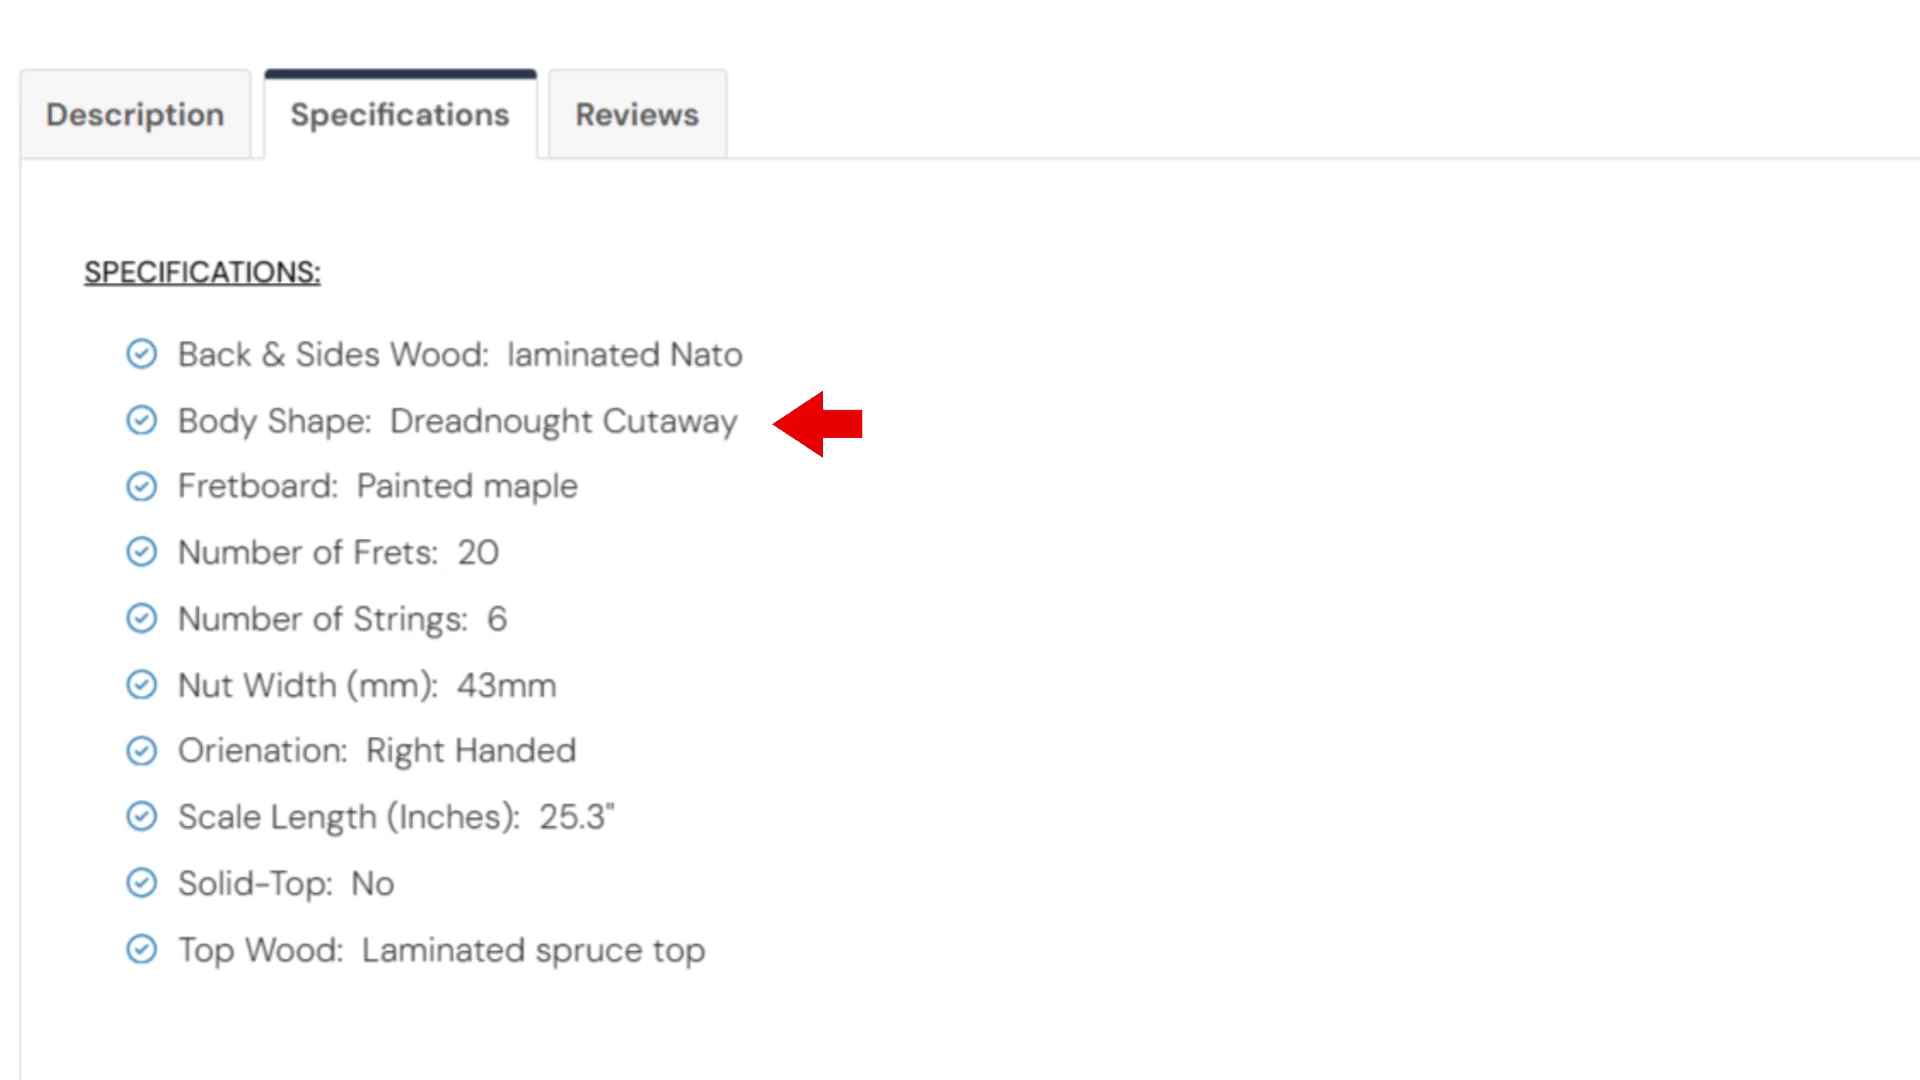 Description Specifications Reviews
SPECIFICATIONS:
Back & Sides Wood: laminated Nato
Body Shape: Dreadnought Cutaway
Fretboard: Painted maple
Number of Frets: 20
Number of Strings: 6
Nut Width (mm): 43mm
Orienation: Right Handed
Scale Length (Inches): 25.3"
Solid-Top: No
Top Wood: Laminated spruce top